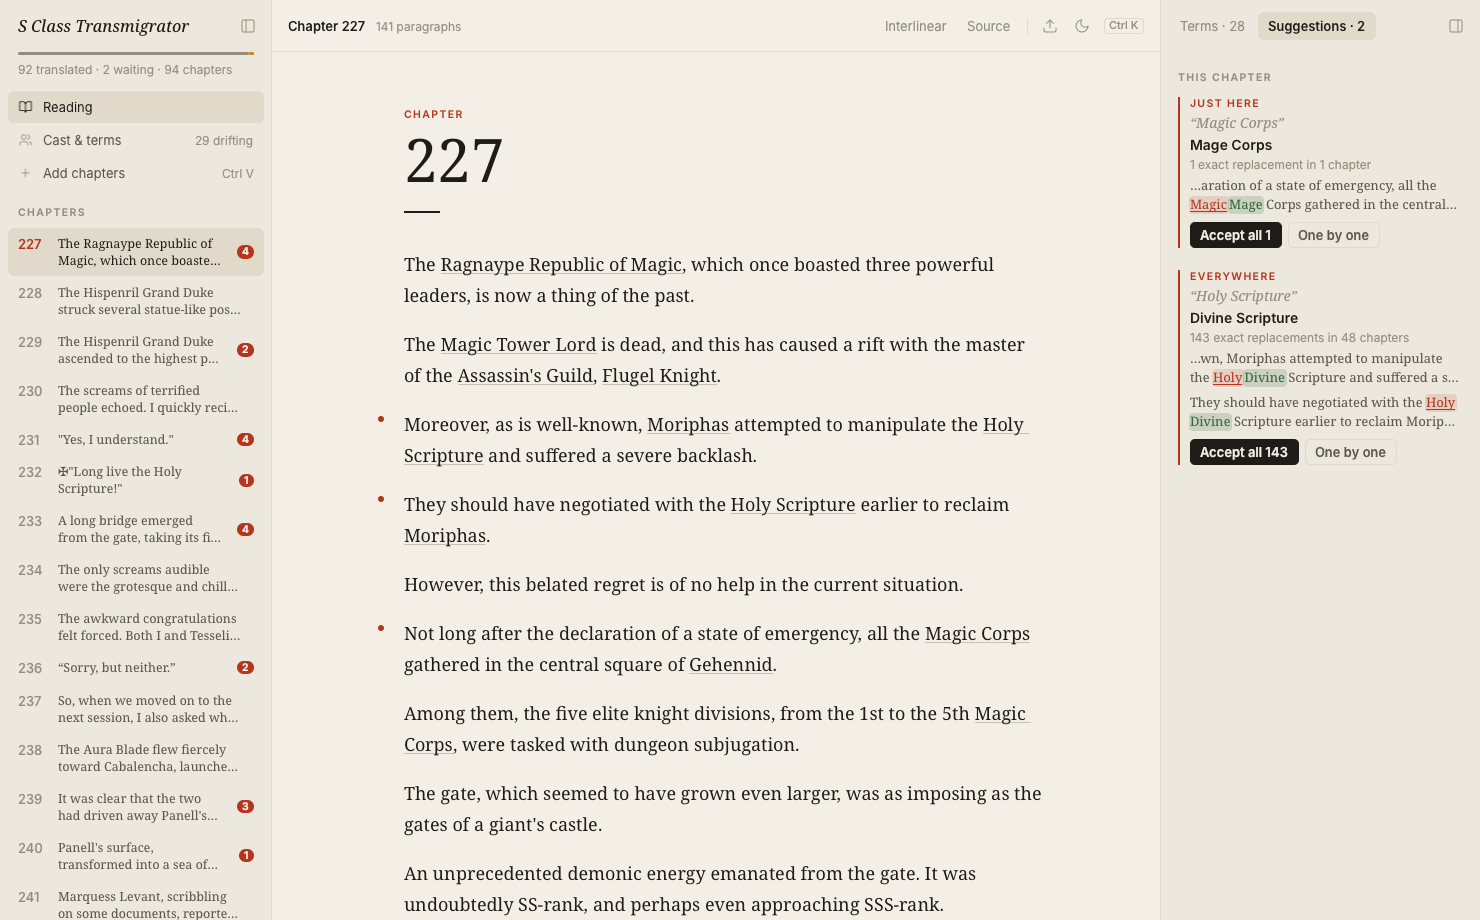 S Class Transmigrator
92 translated · 2 waiting · 94 chapters
Reading
Cast & terms 29 drifting
Add chapters Ctrl V
CHAPTERS
227 The Ragnaype Republic of
Magic, which once boaste... 4
228 The Hispenril Grand Duke
struck several statue-like pos...
229 The Hispenril Grand Duke
ascended to the highest p... 2
230 The screams of terrified
people echoed. I quickly reci...
231 "Yes, I understand." 4
232 ✠"Long live the Holy
Scripture!" 1
233 A long bridge emerged
from the gate, taking its fi... 4
234 The only screams audible
were the grotesque and chill...
235 The awkward congratulations
felt forced. Both I and Tesseli...
236 “Sorry, but neither.” 2
237 So, when we moved on to the
next session, I also asked wh...
238 The Aura Blade flew fiercely
toward Cabalencha, launche...
239 It was clear that the two
had driven away Panell's... 3
240 Panell's surface,
transformed into a sea of... 1
241 Marquess Levant, scribbling
on some documents, reporte...
Chapter 227 141 paragraphs Interlinear Source Ctrl K
CHAPTER
227
The Ragnaype Republic of Magic, which once boasted three powerful
leaders, is now a thing of the past.
The Magic Tower Lord is dead, and this has caused a rift with the master
of the Assassin's Guild, Flugel Knight.
Moreover, as is well-known, Moriphas attempted to manipulate the Holy
Scripture and suffered a severe backlash.
They should have negotiated with the Holy Scripture earlier to reclaim
Moriphas.
However, this belated regret is of no help in the current situation.
Not long after the declaration of a state of emergency, all the Magic Corps
gathered in the central square of Gehennid.
Among them, the five elite knight divisions, from the 1st to the 5th Magic
Corps, were tasked with dungeon subjugation.
The gate, which seemed to have grown even larger, was as imposing as the
gates of a giant's castle.
An unprecedented demonic energy emanated from the gate. It was
undoubtedly SS-rank, and perhaps even approaching SSS-rank.
Terms · 28 Suggestions · 2
THIS CHAPTER
JUST HERE
“Magic Corps”
Mage Corps
1 exact replacement in 1 chapter
...aration of a state of emergency, all the
Magic Mage Corps gathered in the central...
Accept all 1 One by one
EVERYWHERE
“Holy Scripture”
Divine Scripture
143 exact replacements in 48 chapters
...wn, Moriphas attempted to manipulate
the Holy Divine Scripture and suffered a s...
They should have negotiated with the Holy
Divine Scripture earlier to reclaim Morip...
Accept all 143 One by one